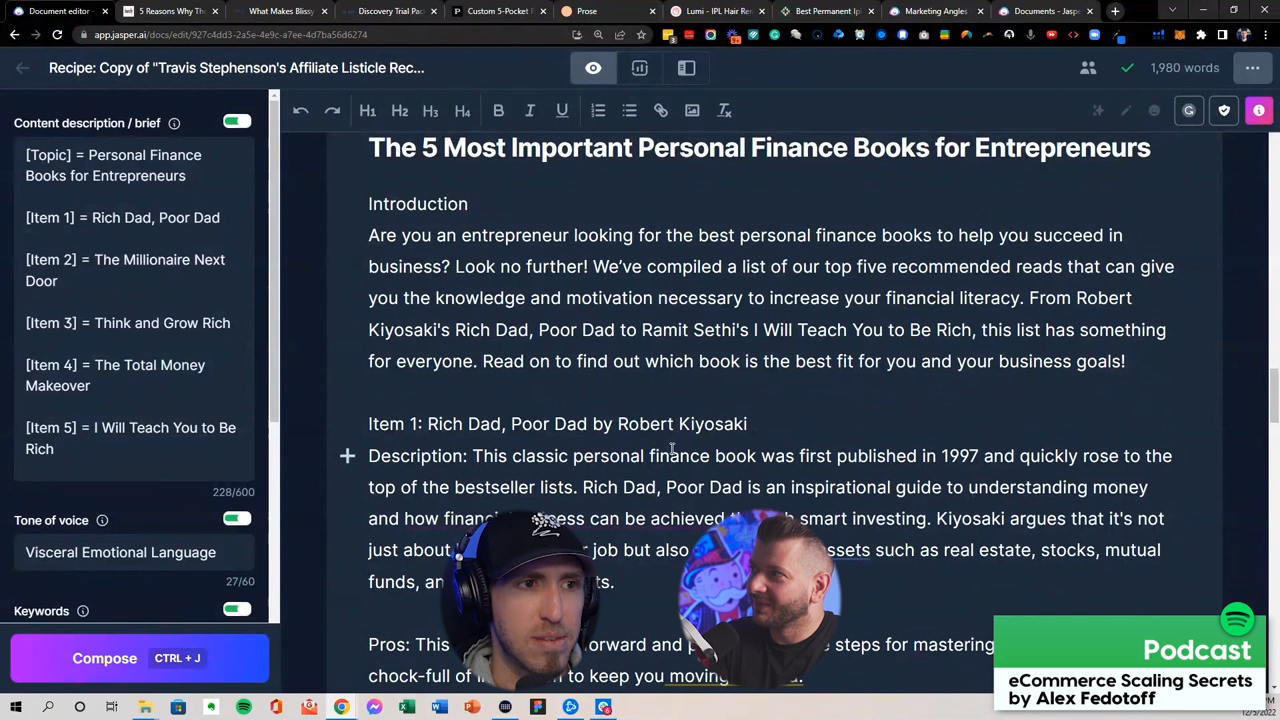 Document editor
5 Reasons Why Th
What Makes Blissy
Discovery Trial Pack
Custom 5-Pocket F
Prose
Lumi - IPL Hair Rem
Best Permanent Ipl
Marketing Angles
Documents - Jaspe
app.jasper.ai/docs/edit/927c4dd3-2a5e-4e9c-a7ee-4d7ba56d6274
Recipe: Copy of "Travis Stephenson's Affiliate Listicle Rec...
1,980 words
H1 H2 H3 H4 B I U
Content description / brief
[Topic] = Personal Finance
Books for Entrepreneurs
[Item 1] = Rich Dad, Poor Dad
[Item 2] = The Millionaire Next
Door
[Item 3] = Think and Grow Rich
[Item 4] = The Total Money
Makeover
[Item 5] = I Will Teach You to Be
Rich
228/600
Tone of voice
Visceral Emotional Language
27/60
Keywords
Compose CTRL + J
The 5 Most Important Personal Finance Books for Entrepreneurs
Introduction
Are you an entrepreneur looking for the best personal finance books to help you succeed in
business? Look no further! We've compiled a list of our top five recommended reads that can give
you the knowledge and motivation necessary to increase your financial literacy. From Robert
Kiyosaki's Rich Dad, Poor Dad to Ramit Sethi's I Will Teach You to Be Rich, this list has something
for everyone. Read on to find out which book is the best fit for you and your business goals!
Item 1: Rich Dad, Poor Dad by Robert Kiyosaki
Description: This classic personal finance book was first published in 1997 and quickly rose to the
top of the bestseller lists. Rich Dad, Poor Dad is an inspirational guide to understanding money
and how can be achieved smart investing. Kiyosaki argues that it's not
just about job but also such as real estate, stocks, mutual
funds,
Pros: This steps for mastering
chock-full of to keep you
Podcast
eCommerce Scaling Secrets
by Alex Fedotoff
12/5/2022